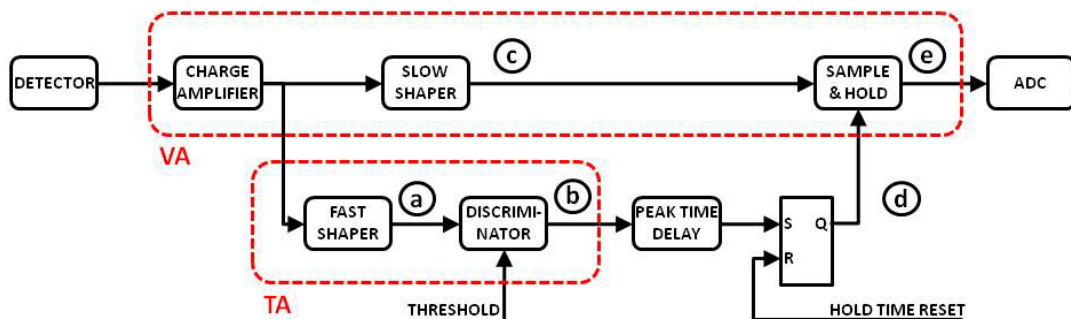 DETECTOR
CHARGE
AMPLIFIER
SLOW
SHAPER
c
SAMPLE
& HOLD
e
ADC
VA
FAST
SHAPER
a
DISCRIMI-
NATOR
b
PEAK TIME
DELAY
S Q
R
d
TA
THRESHOLD
HOLD TIME RESET